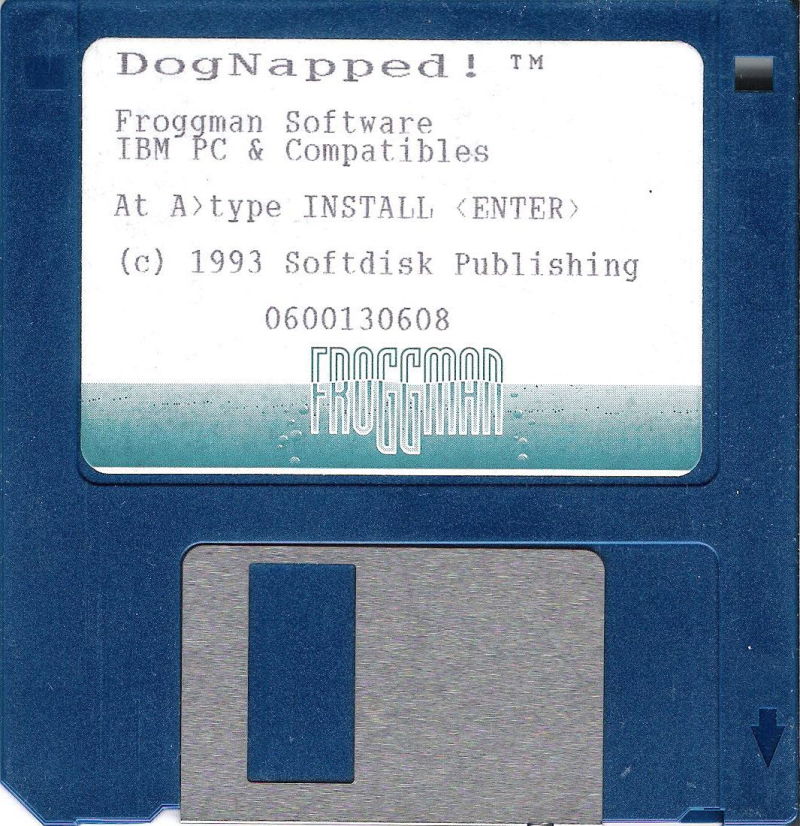 DogNapped! ™
Froggman Software
IBM PC & Compatibles
At A>type INSTALL <ENTER>
(c) 1993 Softdisk Publishing
0600130608
FROGGMAN